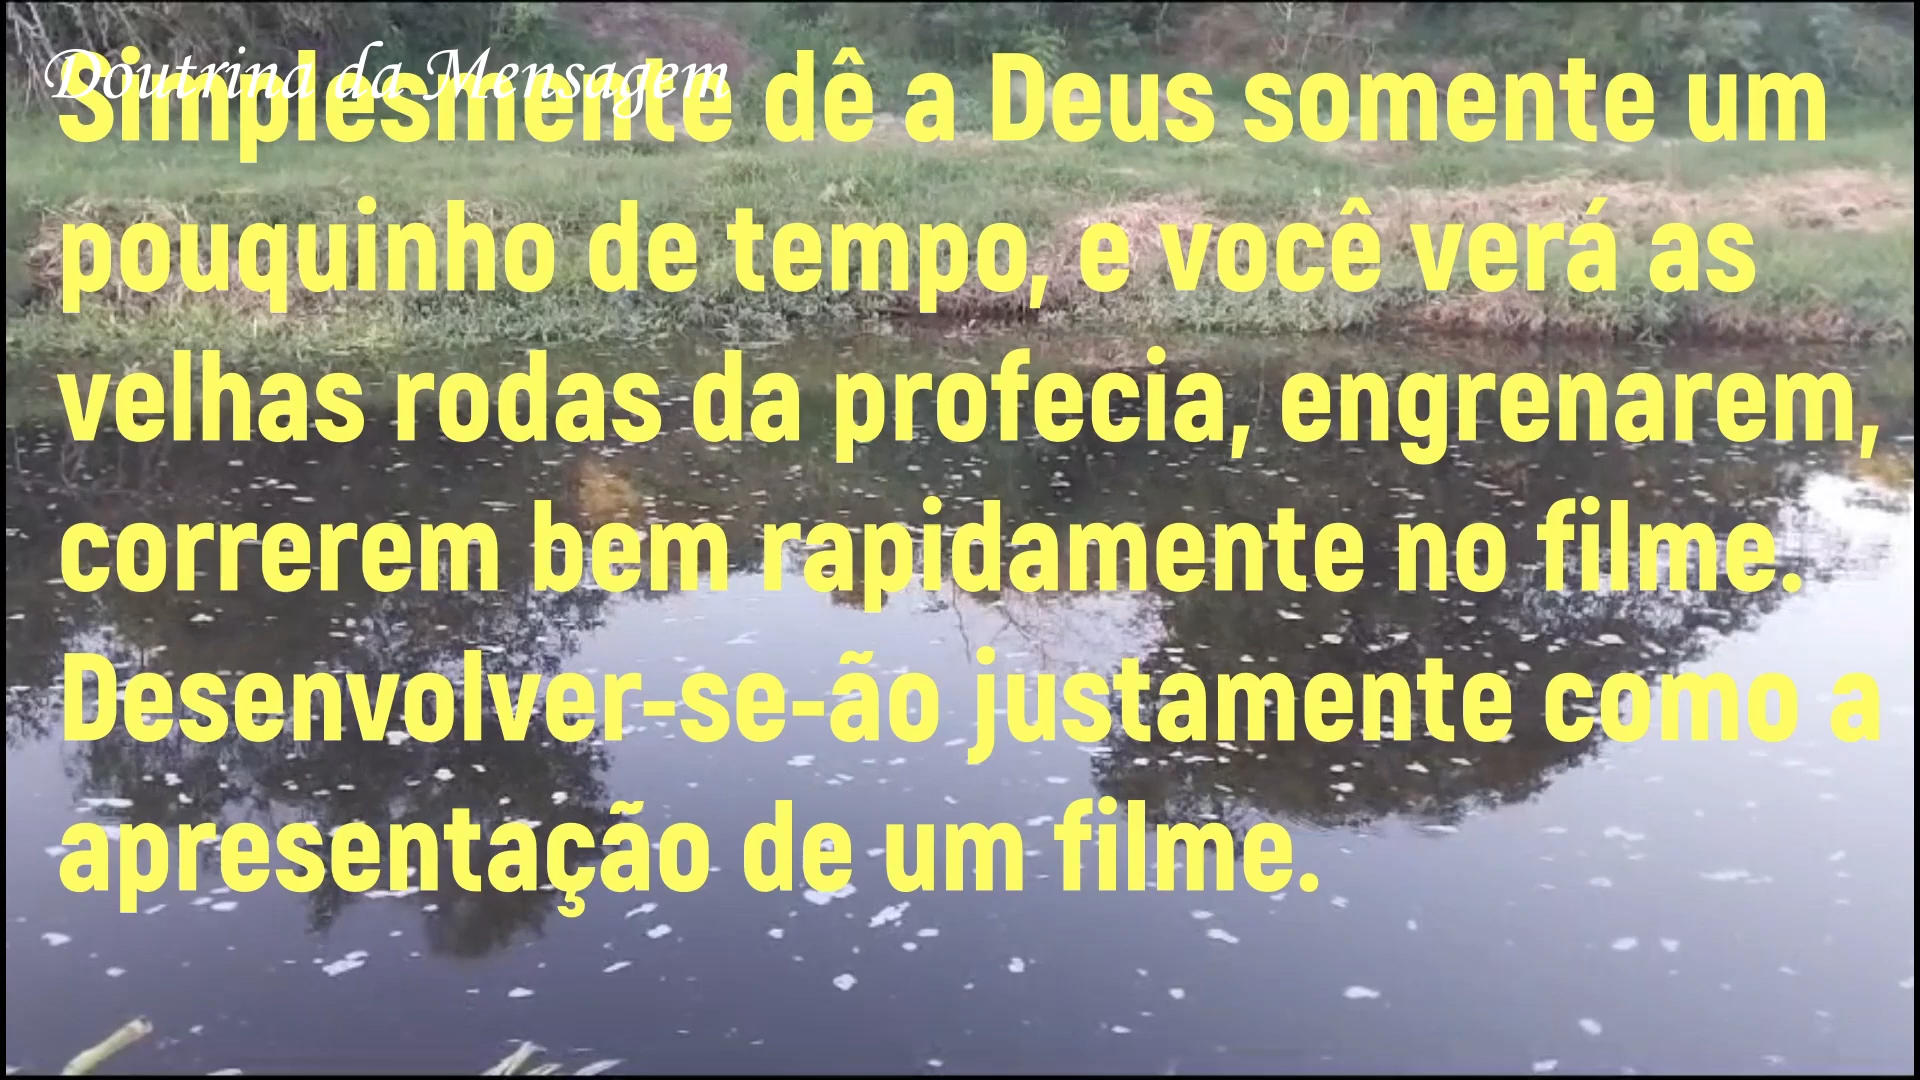 Doutrina da Mensagem
Simplesmente dê a Deus somente um
pouquinho de tempo, e você verá as
velhas rodas da profecia, engrenarem,
correrem bem rapidamente no filme.
Desenvolver-se-ão justamente como a
apresentação de um filme.